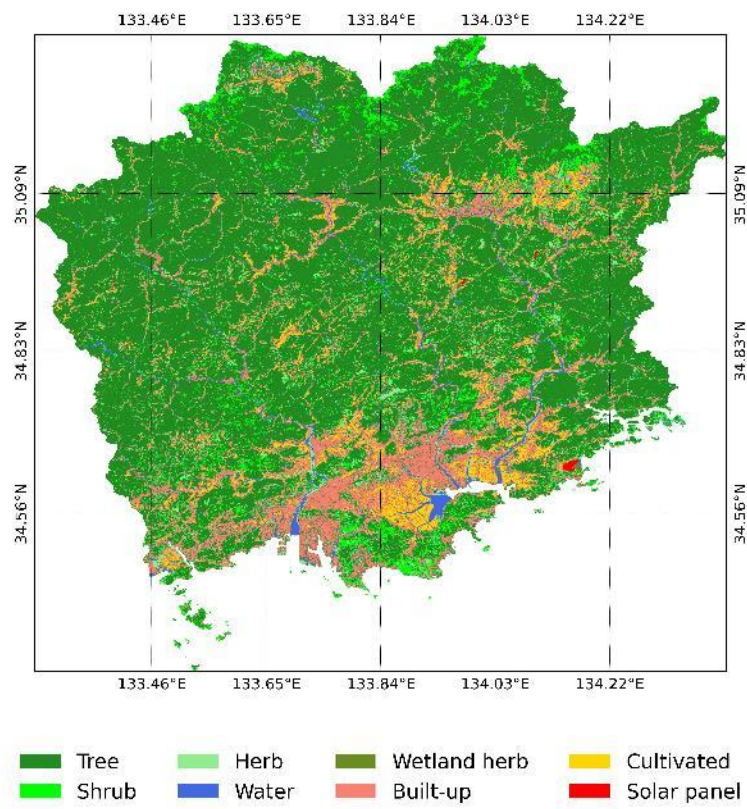 133.46°E 133.65°E 133.84°E 134.03°E 134.22°E
35.09°N 35.09°N
34.83°N 34.83°N
34.56°N 34.56°N
133.46°E 133.65°E 133.84°E 134.03°E 134.22°E
Tree Herb Wetland herb Cultivated
Shrub Water Built-up Solar panel